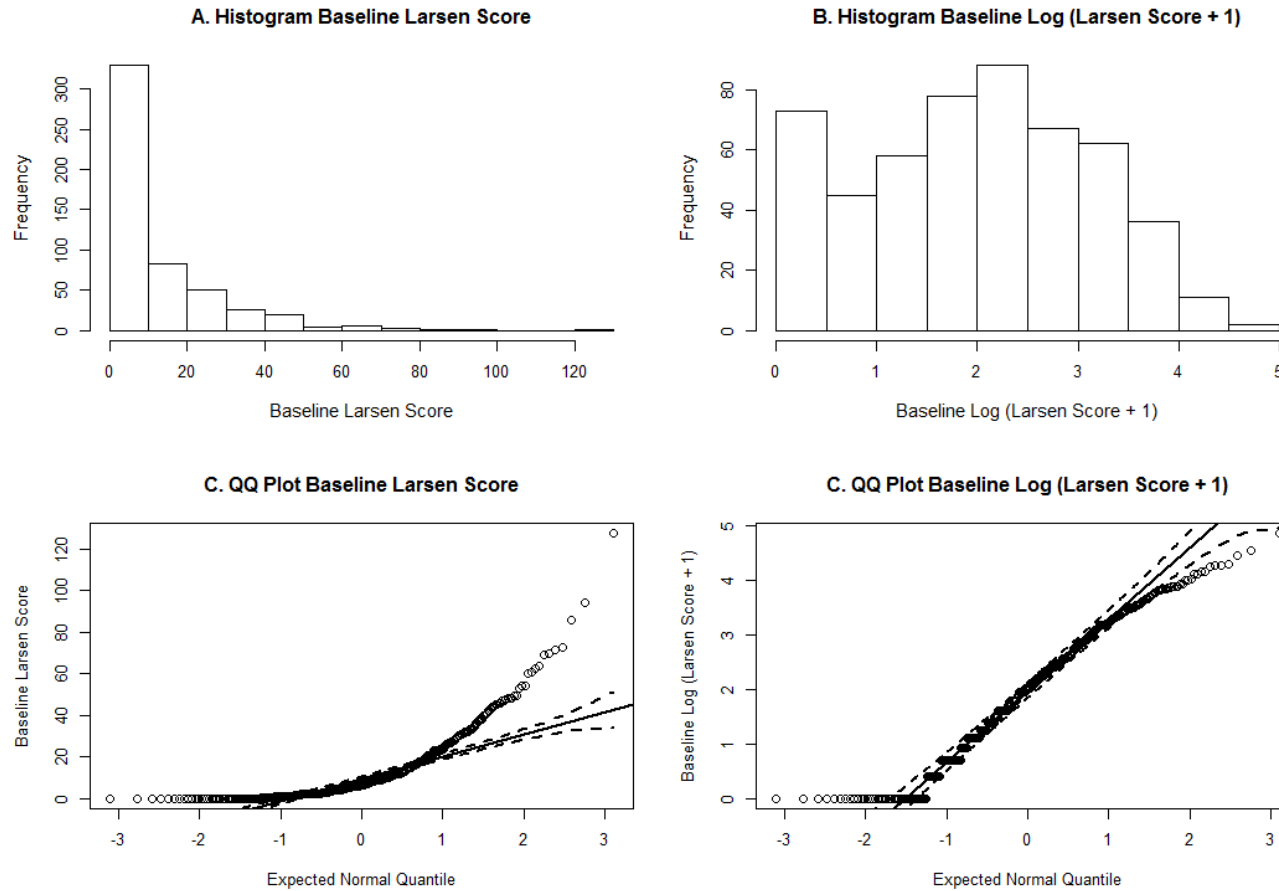 A. Histogram Baseline Larsen Score
Frequency
300
250
200
150
100
50
0
0 20 40 60 80 100 120
Baseline Larsen Score
B. Histogram Baseline Log (Larsen Score + 1)
Frequency
80
60
40
20
0
0 1 2 3 4 5
Baseline Log (Larsen Score + 1)
C. QQ Plot Baseline Larsen Score
Baseline Larsen Score
120
100
80
60
40
20
0
-3 -2 -1 0 1 2 3
Expected Normal Quantile
C. QQ Plot Baseline Log (Larsen Score + 1)
Baseline Log (Larsen Score + 1)
5
4
3
2
1
0
-3 -2 -1 0 1 2 3
Expected Normal Quantile